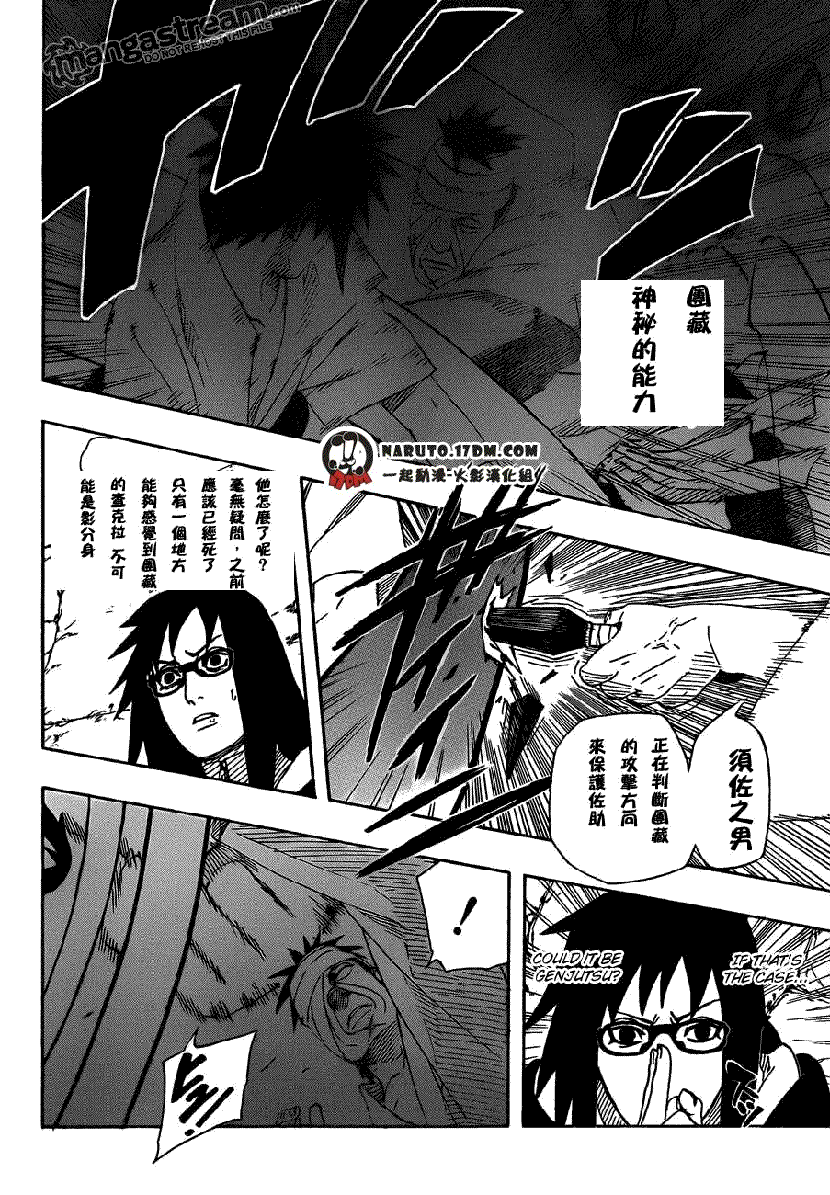 mangastream.com
DO NOT REPOST THIS FILE
團藏
神秘的能力
NARUTO.17DM.COM
一起動漫-火影漢化組
17DM
他怎麼了呢?
毫無疑問，之前
應該已經死了
只有一個地方
能夠感覺到團藏
的查克拉 不可
能是影分身
須佐之男
正在判斷團藏
的攻擊方向
來保護佐助
!
IF THAT'S
THE CASE...
COULD IT BE
GENJUTSU?